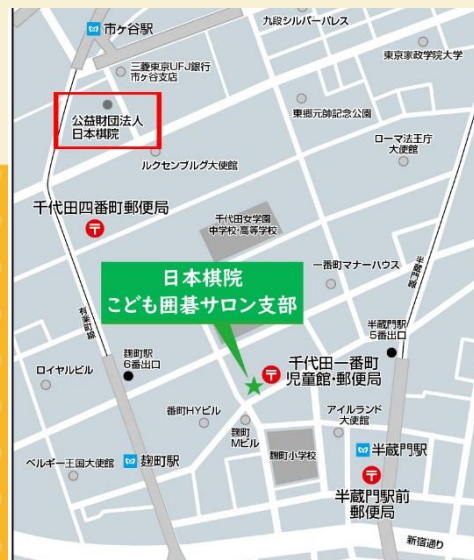 市ヶ谷駅
九段シルバーパレス
三菱東京UFJ銀行
市ヶ谷支店
東京家政学院大学
公益財団法人
日本棋院
東郷元帥記念公園
ローマ法王庁
大使館
ルクセンブルグ大使館
千代田四番町郵便局
千代田女学園
中学校・高等学校
一番町マナーハウス
半蔵門線
日本棋院
こども囲碁サロン支部
有楽町線
麹町駅
6番出口
半蔵門駅
5番出口
千代田一番町
児童館・郵便局
ロイヤルビル
番町HYビル
麹町
Mビル
アイルランド
大使館
麹町小学校
半蔵門駅
ベルギー王国大使館
麹町駅
半蔵門駅前
郵便局
新宿通り